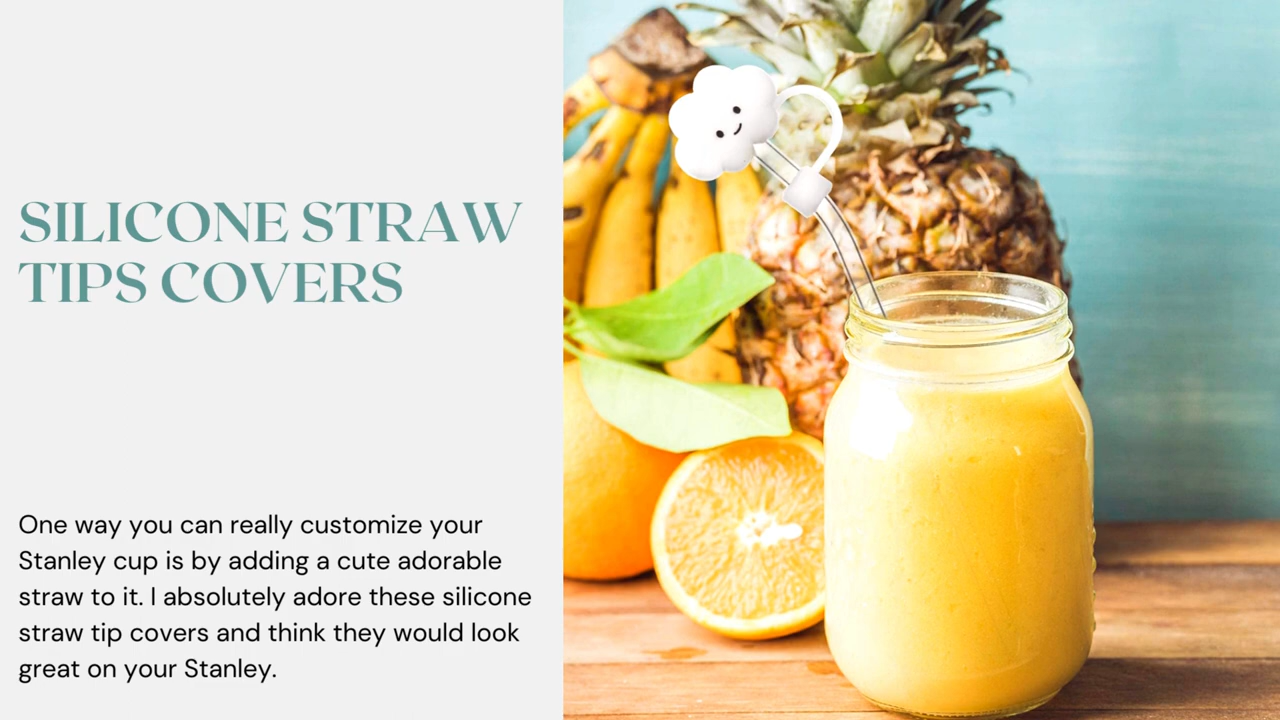 SILICONE STRAW
TIPS COVERS
One way you can really customize your
Stanley cup is by adding a cute adorable
straw to it. I absolutely adore these silicone
straw tip covers and think they would look
great on your Stanley.